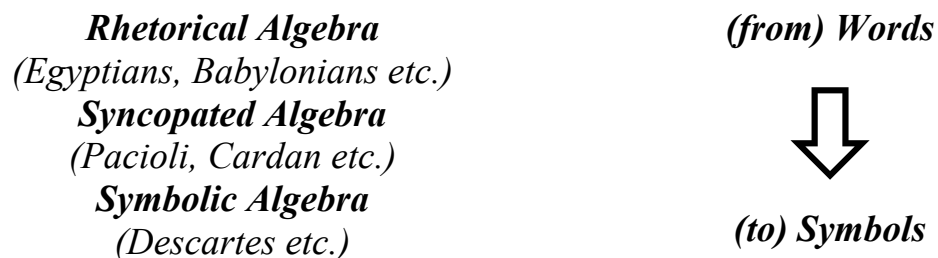 Rhetorical Algebra
(Egyptians, Babylonians etc.)
Syncopated Algebra
(Pacioli, Cardan etc.)
Symbolic Algebra
(Descartes etc.)
(from) Words
(to) Symbols